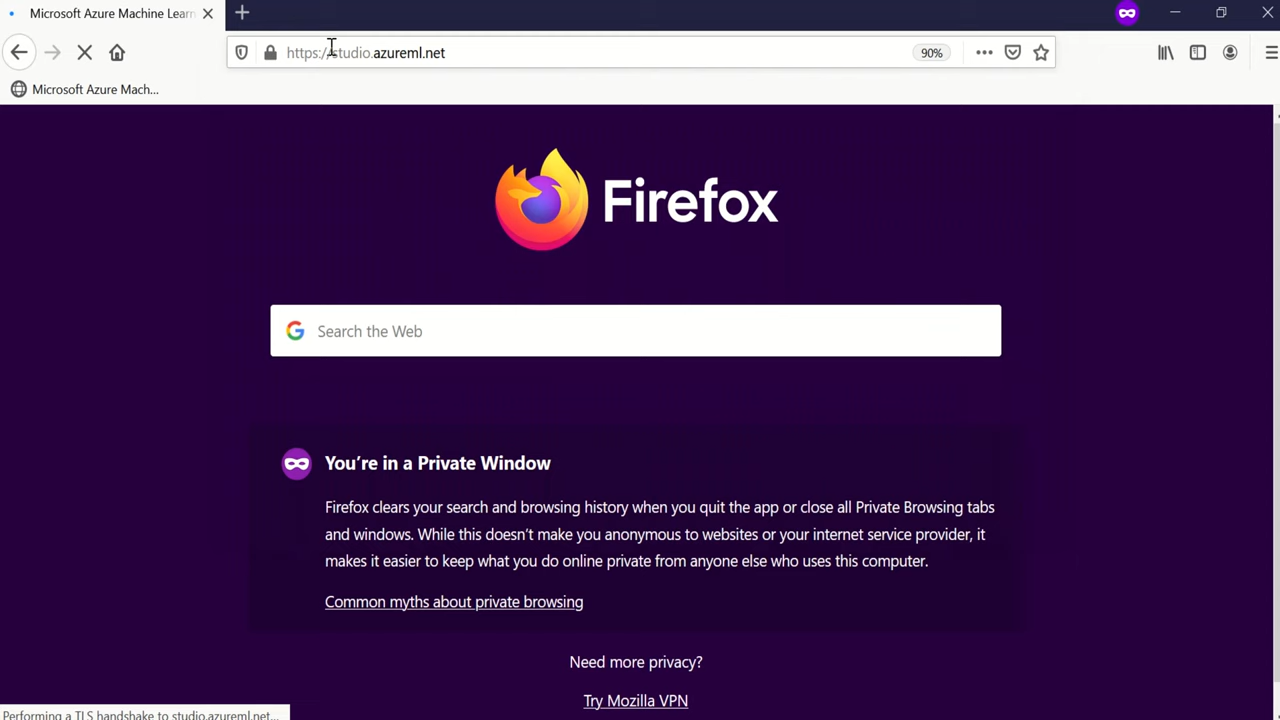 Microsoft Azure Machine Learn
https://studio.azureml.net
90%
Microsoft Azure Mach...
Firefox
Search the Web
You're in a Private Window
Firefox clears your search and browsing history when you quit the app or close all Private Browsing tabs
and windows. While this doesn't make you anonymous to websites or your internet service provider, it
makes it easier to keep what you do online private from anyone else who uses this computer.
Common myths about private browsing
Need more privacy?
Try Mozilla VPN
Performing a TLS handshake to studio.azureml.net...